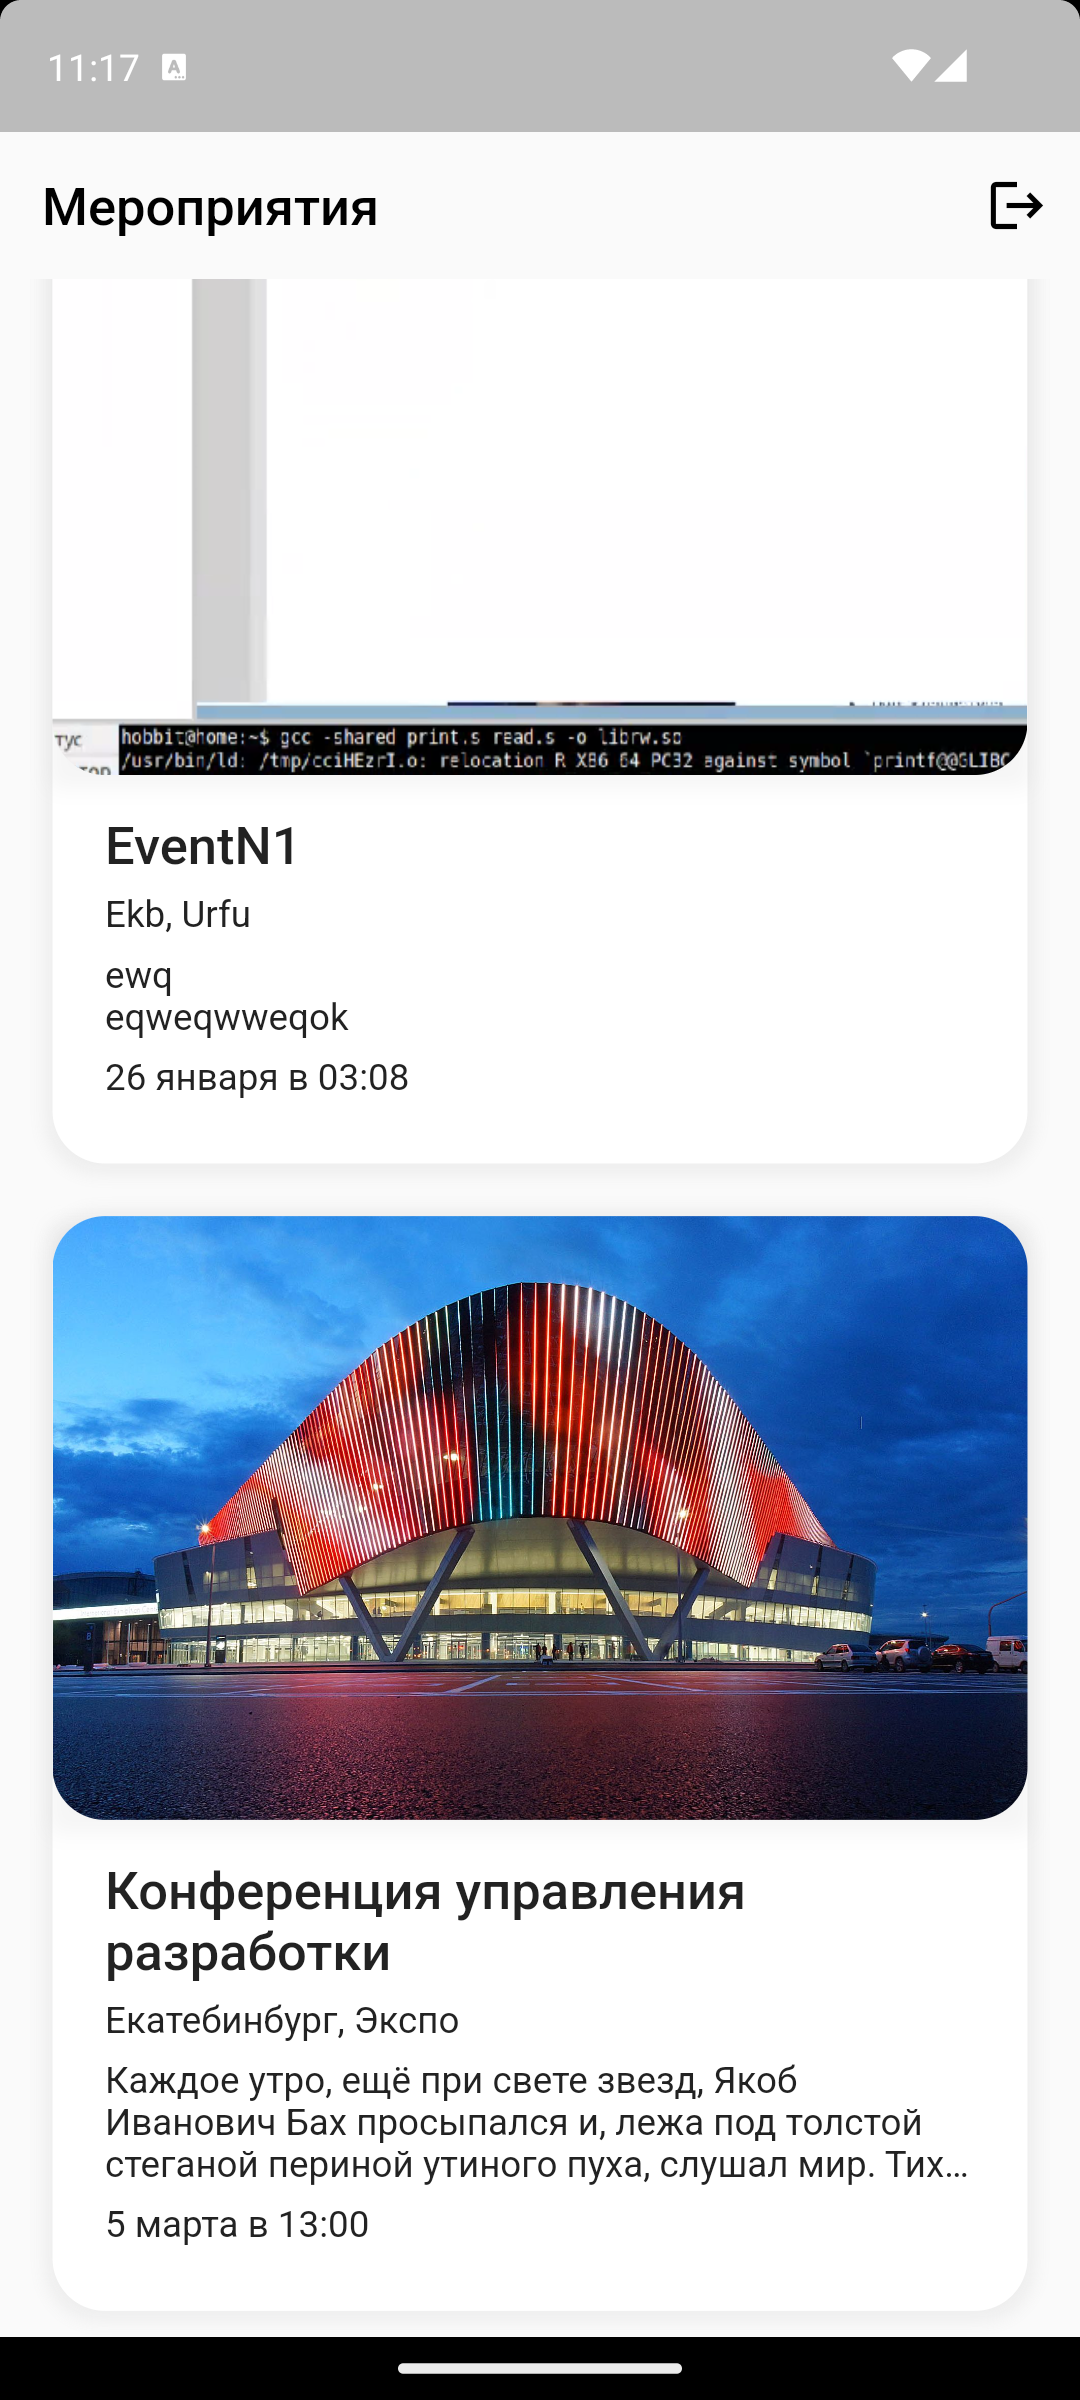 11:17
Мероприятия
тус
hobbit@home:~$ gcc -shared print.s read.s -o librw.so
/usr/bin/ld: /tmp/cciHEzrI.o: relocation R X86 64 PC32 against symbol `printf@@GLIBC
EventN1
Ekb, Urfu
ewq
eqweqwweqok
26 января в 03:08
Конференция управления
разработки
Екатебинбург, Экспо
Каждое утро, ещё при свете звезд, Якоб
Иванович Бах просыпался и, лежа под толстой
стеганой периной утиного пуха, слушал мир. Тих...
5 марта в 13:00